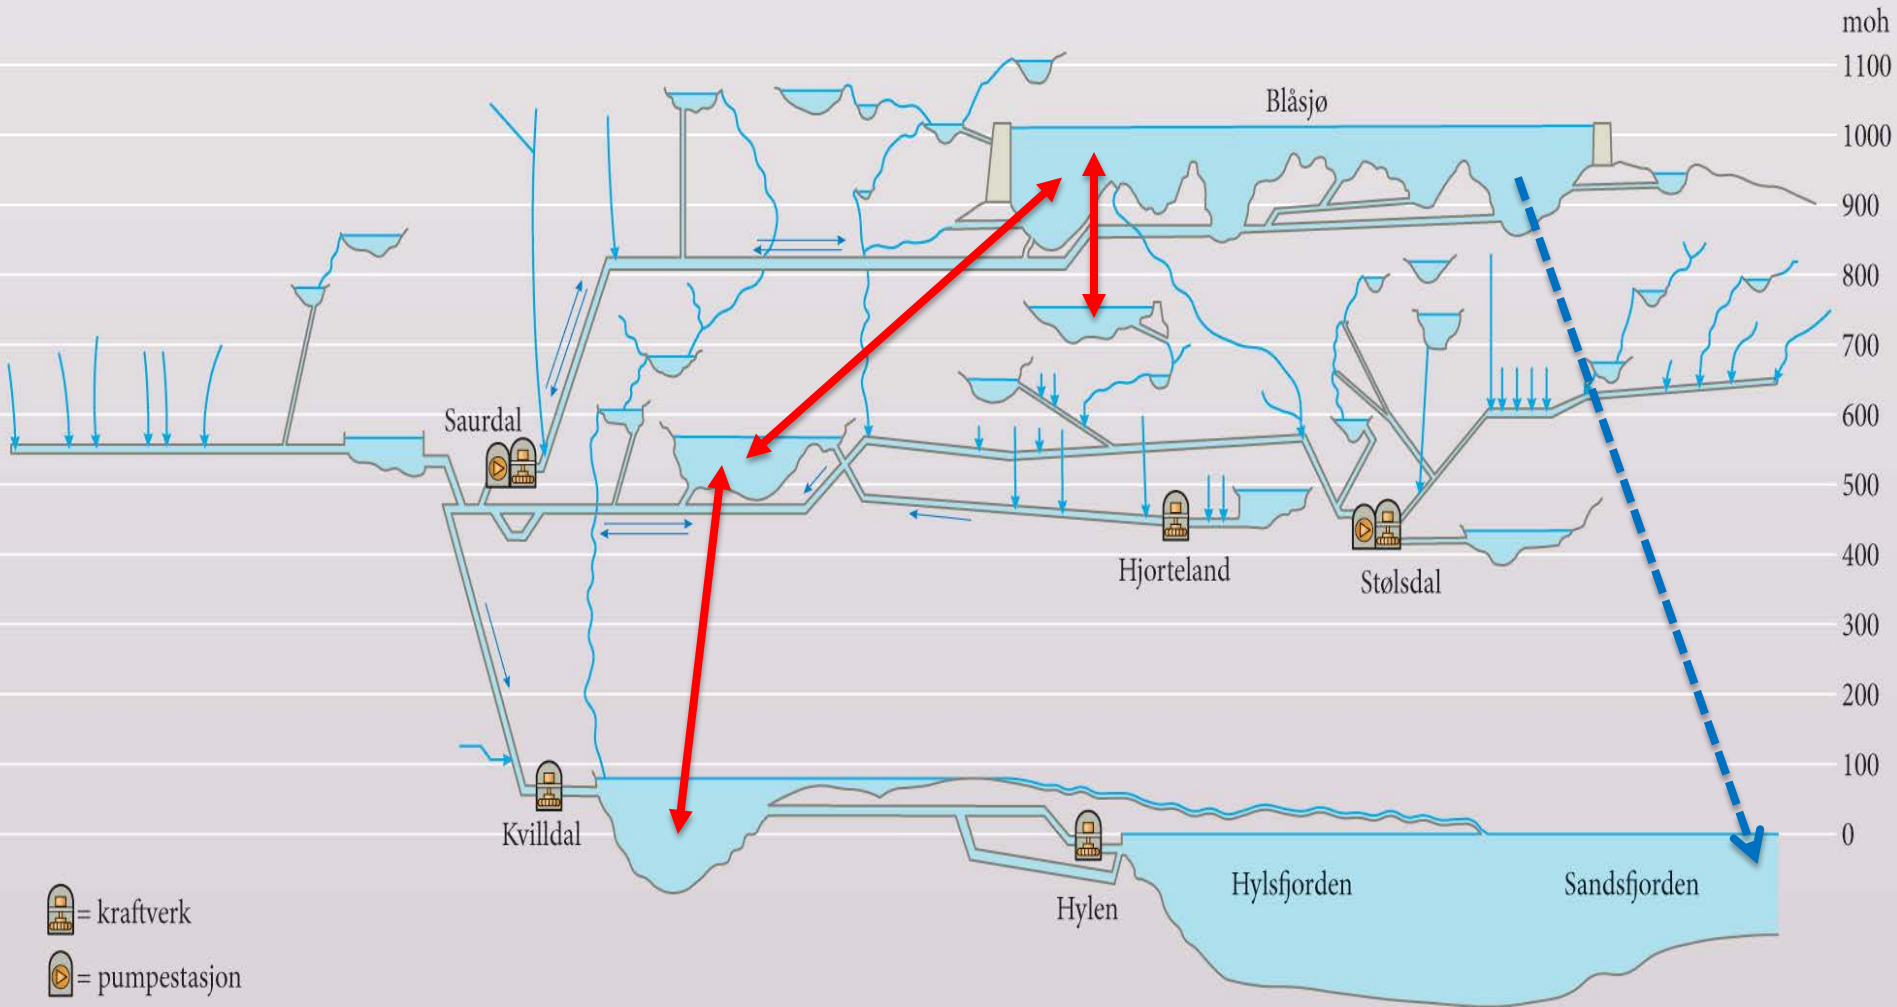 moh
1100
Blåsjø
1000
900
800
700
600
Saurdal
500
400
Hjorteland
Stølsdal
300
200
100
Kvilldal
0
Hylsfjorden
Sandsfjorden
Hylen
= kraftverk
= pumpestasjon